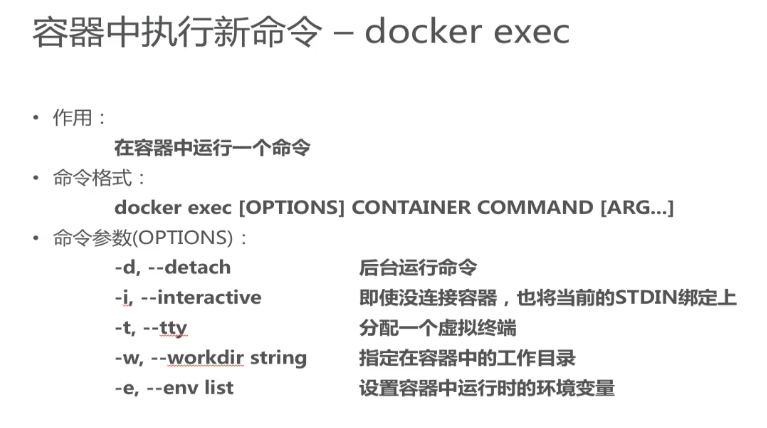 容器中执行新命令 – docker exec
• 作用：
在容器中运行一个命令
• 命令格式：
docker exec [OPTIONS] CONTAINER COMMAND [ARG...]
• 命令参数(OPTIONS)：
-d, --detach 后台运行命令
-i, --interactive 即使没连接容器，也将当前的STDIN绑定上
-t, --tty 分配一个虚拟终端
-w, --workdir string 指定在容器中的工作目录
-e, --env list 设置容器中运行时的环境变量